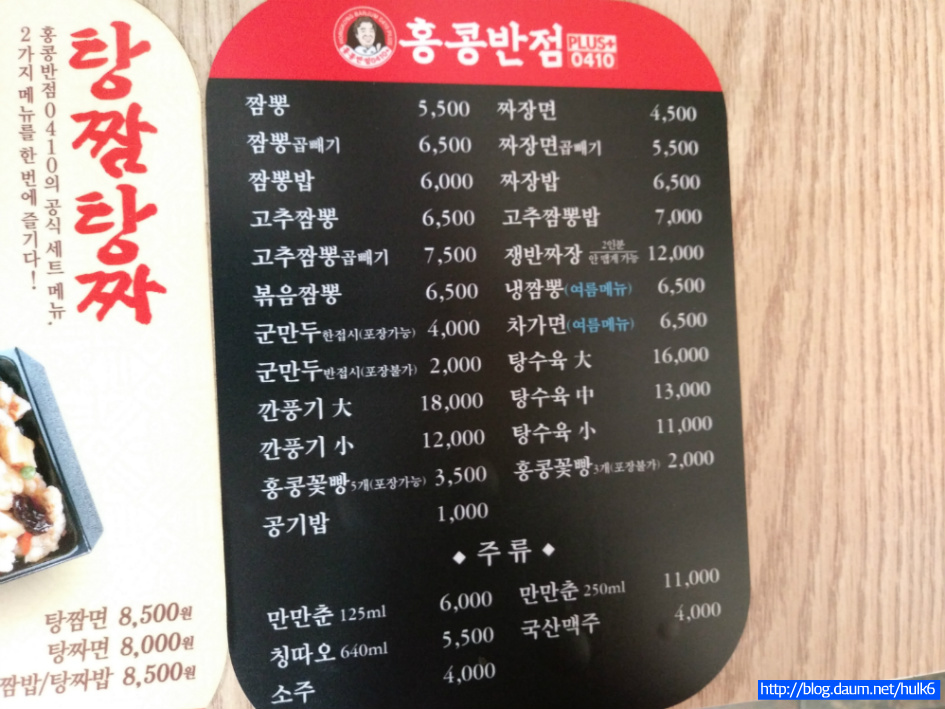 탕짬탕짜
홍콩반점0410의 공식 세트 메뉴.
2가지 메뉴를 한 번에 즐기다!
탕짬면 8,500원
탕짜면 8,000원
짬밥/탕짜밥 8,500원
홍콩반점 PLUS+ 0410
짬뽕 5,500 짜장면 4,500
짬뽕곱빼기 6,500 짜장면곱빼기 5,500
짬뽕밥 6,000 짜장밥 6,500
고추짬뽕 6,500 고추짬뽕밥 7,000
고추짬뽕곱빼기 7,500 쟁반짜장 2인분 안 맵게 가능 12,000
볶음짬뽕 6,500 냉짬뽕(여름메뉴) 6,500
군만두한접시(포장가능) 4,000 차가면(여름메뉴) 6,500
군만두반접시(포장불가) 2,000 탕수육 大 16,000
깐풍기 大 18,000 탕수육 中 13,000
깐풍기 小 12,000 탕수육 小 11,000
홍콩꽃빵5개(포장가능) 3,500 홍콩꽃빵3개(포장불가) 2,000
공기밥 1,000
◆ 주류 ◆
만만춘 125ml 6,000 만만춘 250ml 11,000
칭따오 640ml 5,500 국산맥주 4,000
소주 4,000
http://blog.daum.net/hulk6